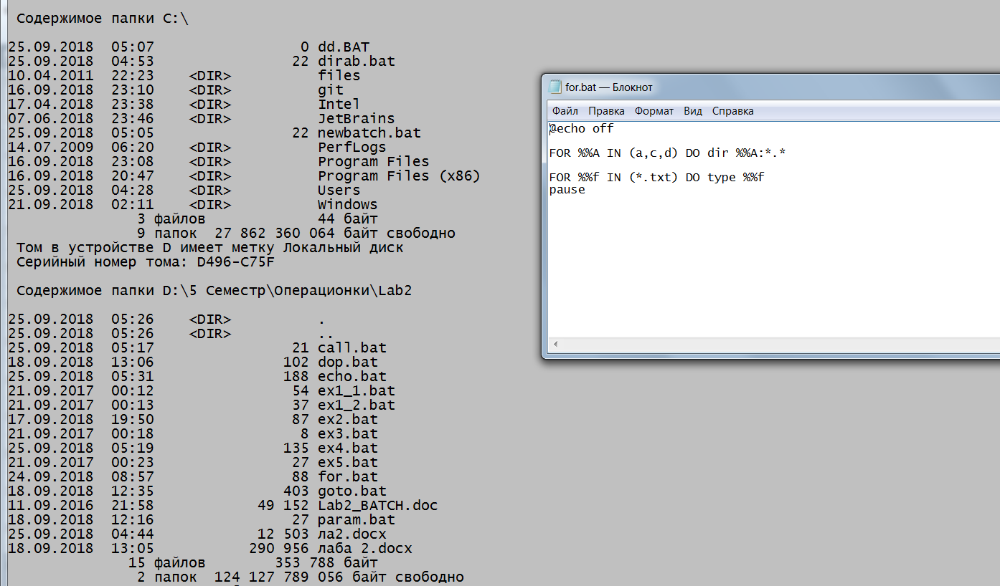 Содержимое папки C:\
25.09.2018  05:07                 0 dd.BAT
25.09.2018  04:53                22 dirab.bat
10.04.2011  22:23    <DIR>          files
16.09.2018  23:10    <DIR>          git
17.04.2018  23:38    <DIR>          Intel
07.06.2018  23:46    <DIR>          JetBrains
25.09.2018  05:05                22 newbatch.bat
14.07.2009  06:20    <DIR>          PerfLogs
16.09.2018  23:08    <DIR>          Program Files
16.09.2018  20:47    <DIR>          Program Files (x86)
25.09.2018  04:28    <DIR>          Users
21.09.2018  02:11    <DIR>          Windows
3 файлов             44 байт
9 папок  27 862 360 064 байт свободно
Том в устройстве D имеет метку Локальный диск
Серийный номер тома: D496-C75F
Содержимое папки D:\5 Семестр\Операционки\Lab2
25.09.2018  05:26    <DIR>          .
25.09.2018  05:26    <DIR>          ..
25.09.2018  05:17                21 call.bat
18.09.2018  13:06               102 dop.bat
25.09.2018  05:31               188 echo.bat
21.09.2017  00:12                54 ex1_1.bat
21.09.2017  00:13                37 ex1_2.bat
17.09.2018  19:50                87 ex2.bat
21.09.2017  00:18                 8 ex3.bat
25.09.2018  05:19               135 ex4.bat
21.09.2017  00:23                27 ex5.bat
24.09.2018  08:57                88 for.bat
18.09.2018  12:35               403 goto.bat
11.09.2016  21:58            49 152 Lab2_BATCH.doc
18.09.2018  12:16                27 param.bat
25.09.2018  04:44            12 503 ла2.docx
18.09.2018  13:05           290 956 лаба 2.docx
15 файлов        353 788 байт
2 папок  124 127 789 056 байт свободно
for.bat — Блокнот
Файл Правка Формат Вид Справка
@echo off
FOR %%A IN (a,c,d) DO dir %%A:*.*
FOR %%f IN (*.txt) DO type %%f
pause